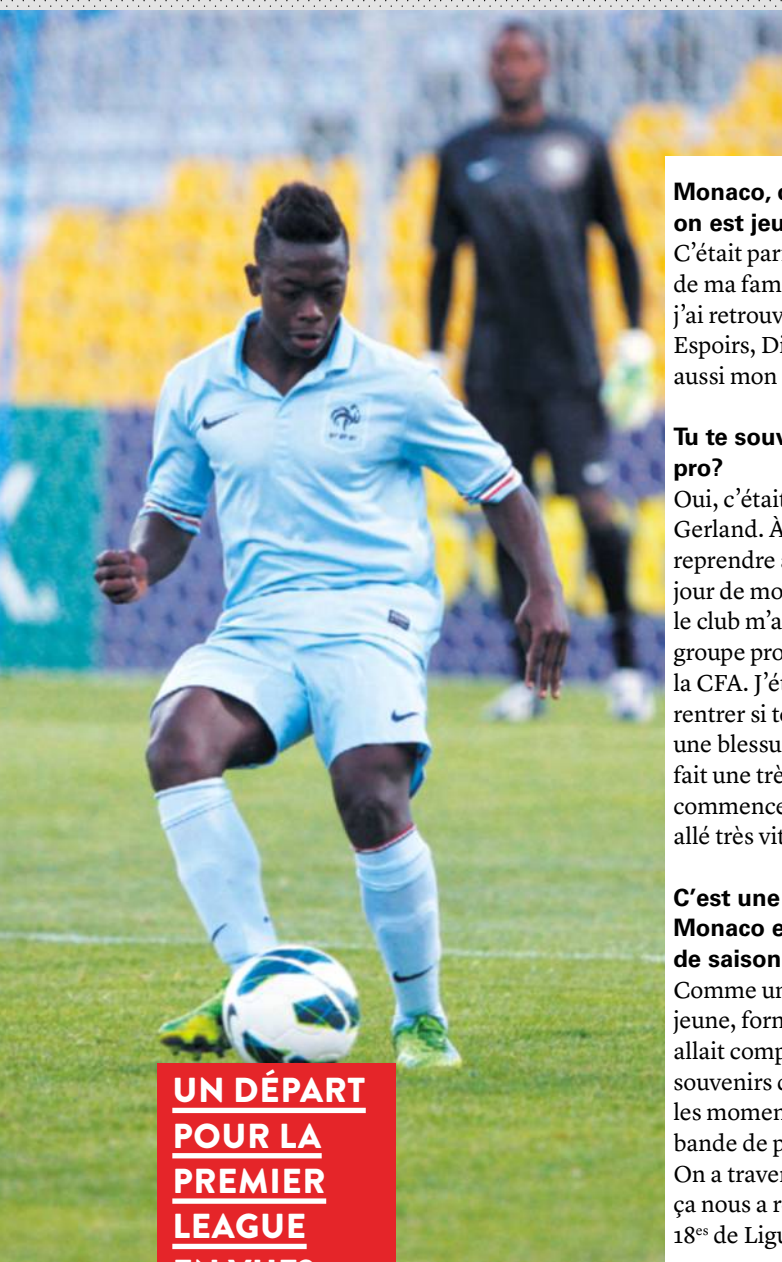 FFF
UN DÉPART
POUR LA
PREMIER
LEAGUE
Monaco, e
on est jeu
C’était par
de ma fam
j’ai retrouv
Espoirs, Di
aussi mon
Tu te souv
pro?
Oui, c’était
Gerland. À
reprendre a
jour de mo
le club m’a
groupe pro
la CFA. J’ét
rentrer si to
une blessu
fait une trè
commence
allé très vit
C’est une
Monaco e
de saison
Comme un
jeune, form
allait comp
souvenirs d
les momen
bande de p
On a traver
ça nous a r
18es de Ligu